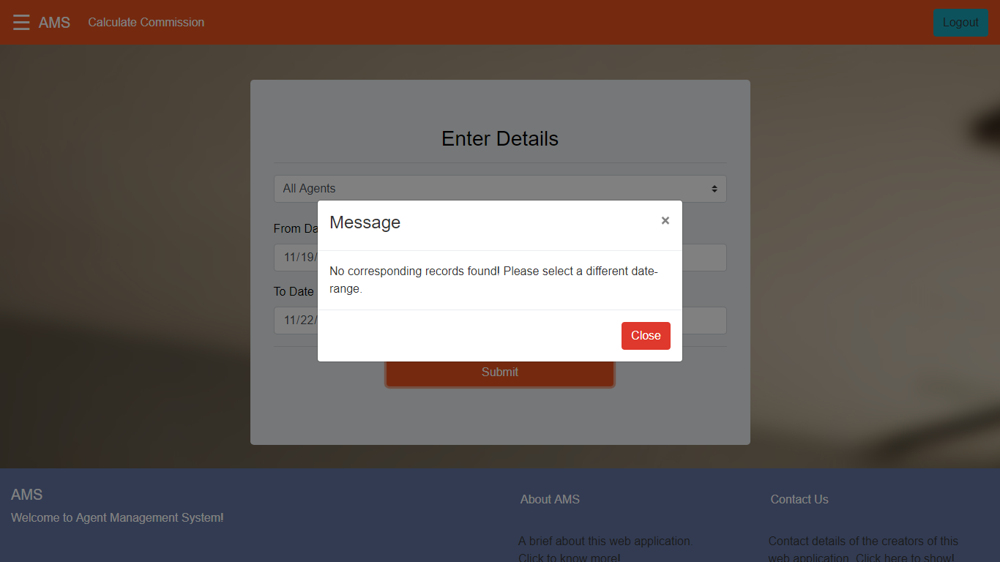 ☰ AMS Calculate Commission Logout
Enter Details
All Agents
Message ×
From Da
11/19/
No corresponding records found! Please select a different date-
range.
To Date
11/22/
Close
Submit
AMS
Welcome to Agent Management System!
About AMS
A brief about this web application.
Click to know more!
Contact Us
Contact details of the creators of this
web application. Click here to show!